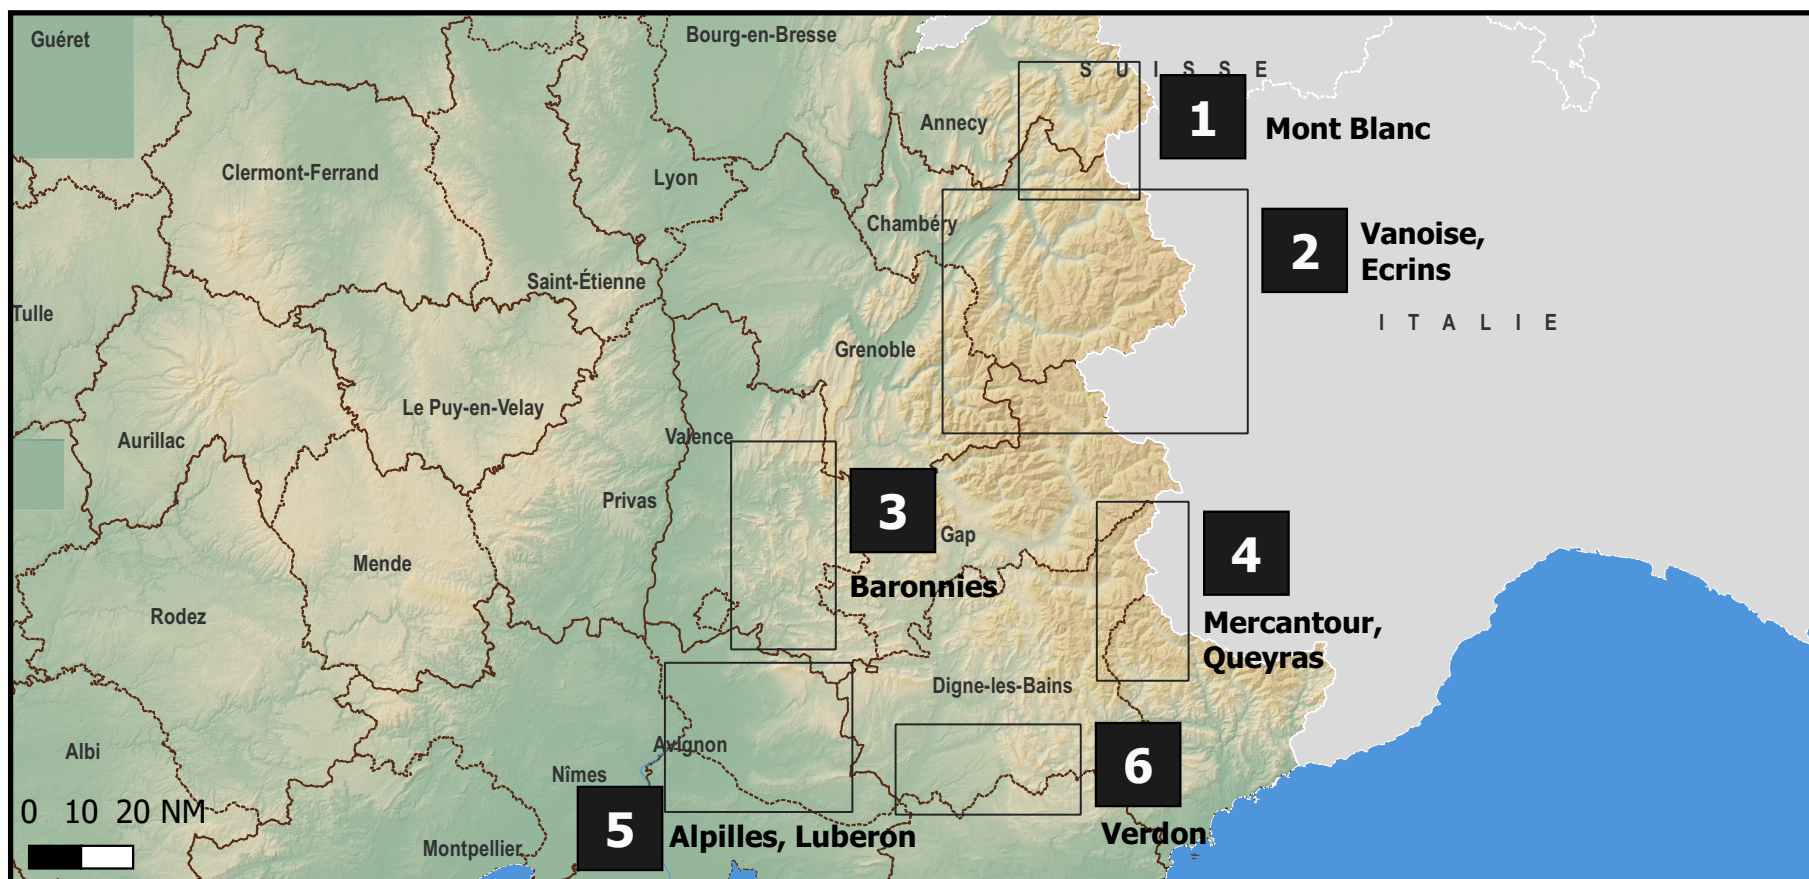 Guéret
Bourg-en-Bresse
S U I S S E
1
Mont Blanc
Annecy
Clermont-Ferrand
Lyon
Chambéry
2
Vanoise,
Ecrins
Saint-Étienne
Tulle
I T A L I E
Grenoble
Le Puy-en-Velay
Aurillac
Valence
Privas
3
Baronnies
Gap
4
Mercantour,
Queyras
Mende
Rodez
Digne-les-Bains
Albi
Avignon
Nîmes
6
Verdon
0 10 20 NM
5
Alpilles, Luberon
Montpellier